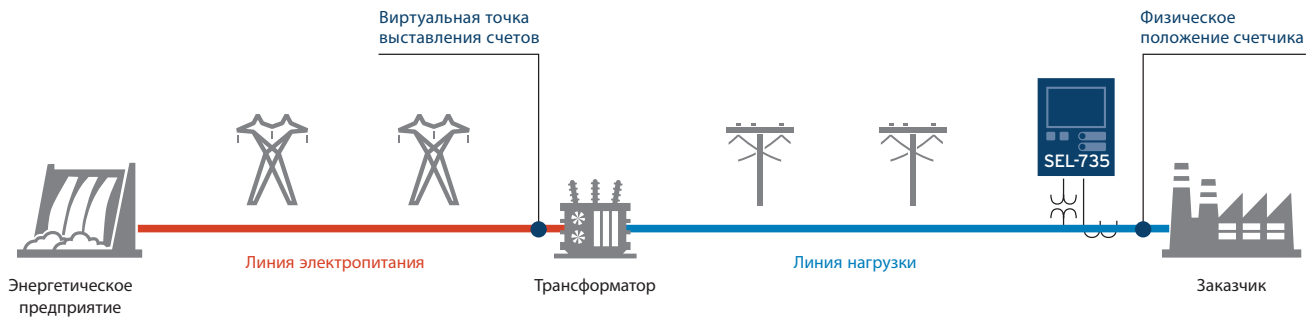 Виртуальная точка
выставления счетов
Физическое
положение счетчика
SEL-735
Линия электропитания
Линия нагрузки
Энергетическое
предприятие
Трансформатор
Заказчик